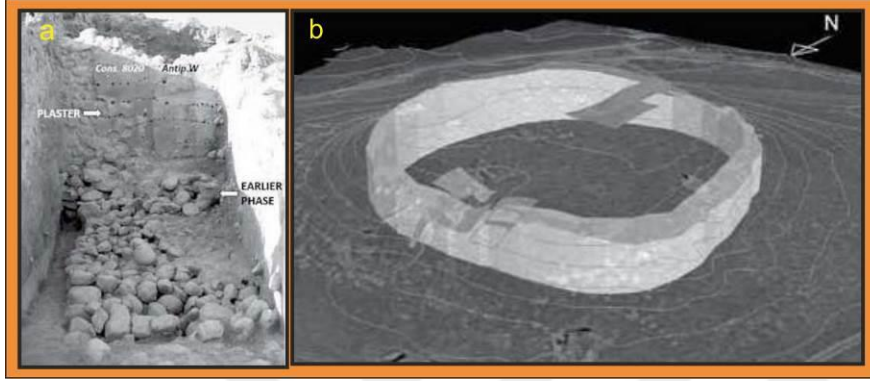 a
Cons. 8020 Antip.W
PLASTER
EARLIER
PHASE
b
N